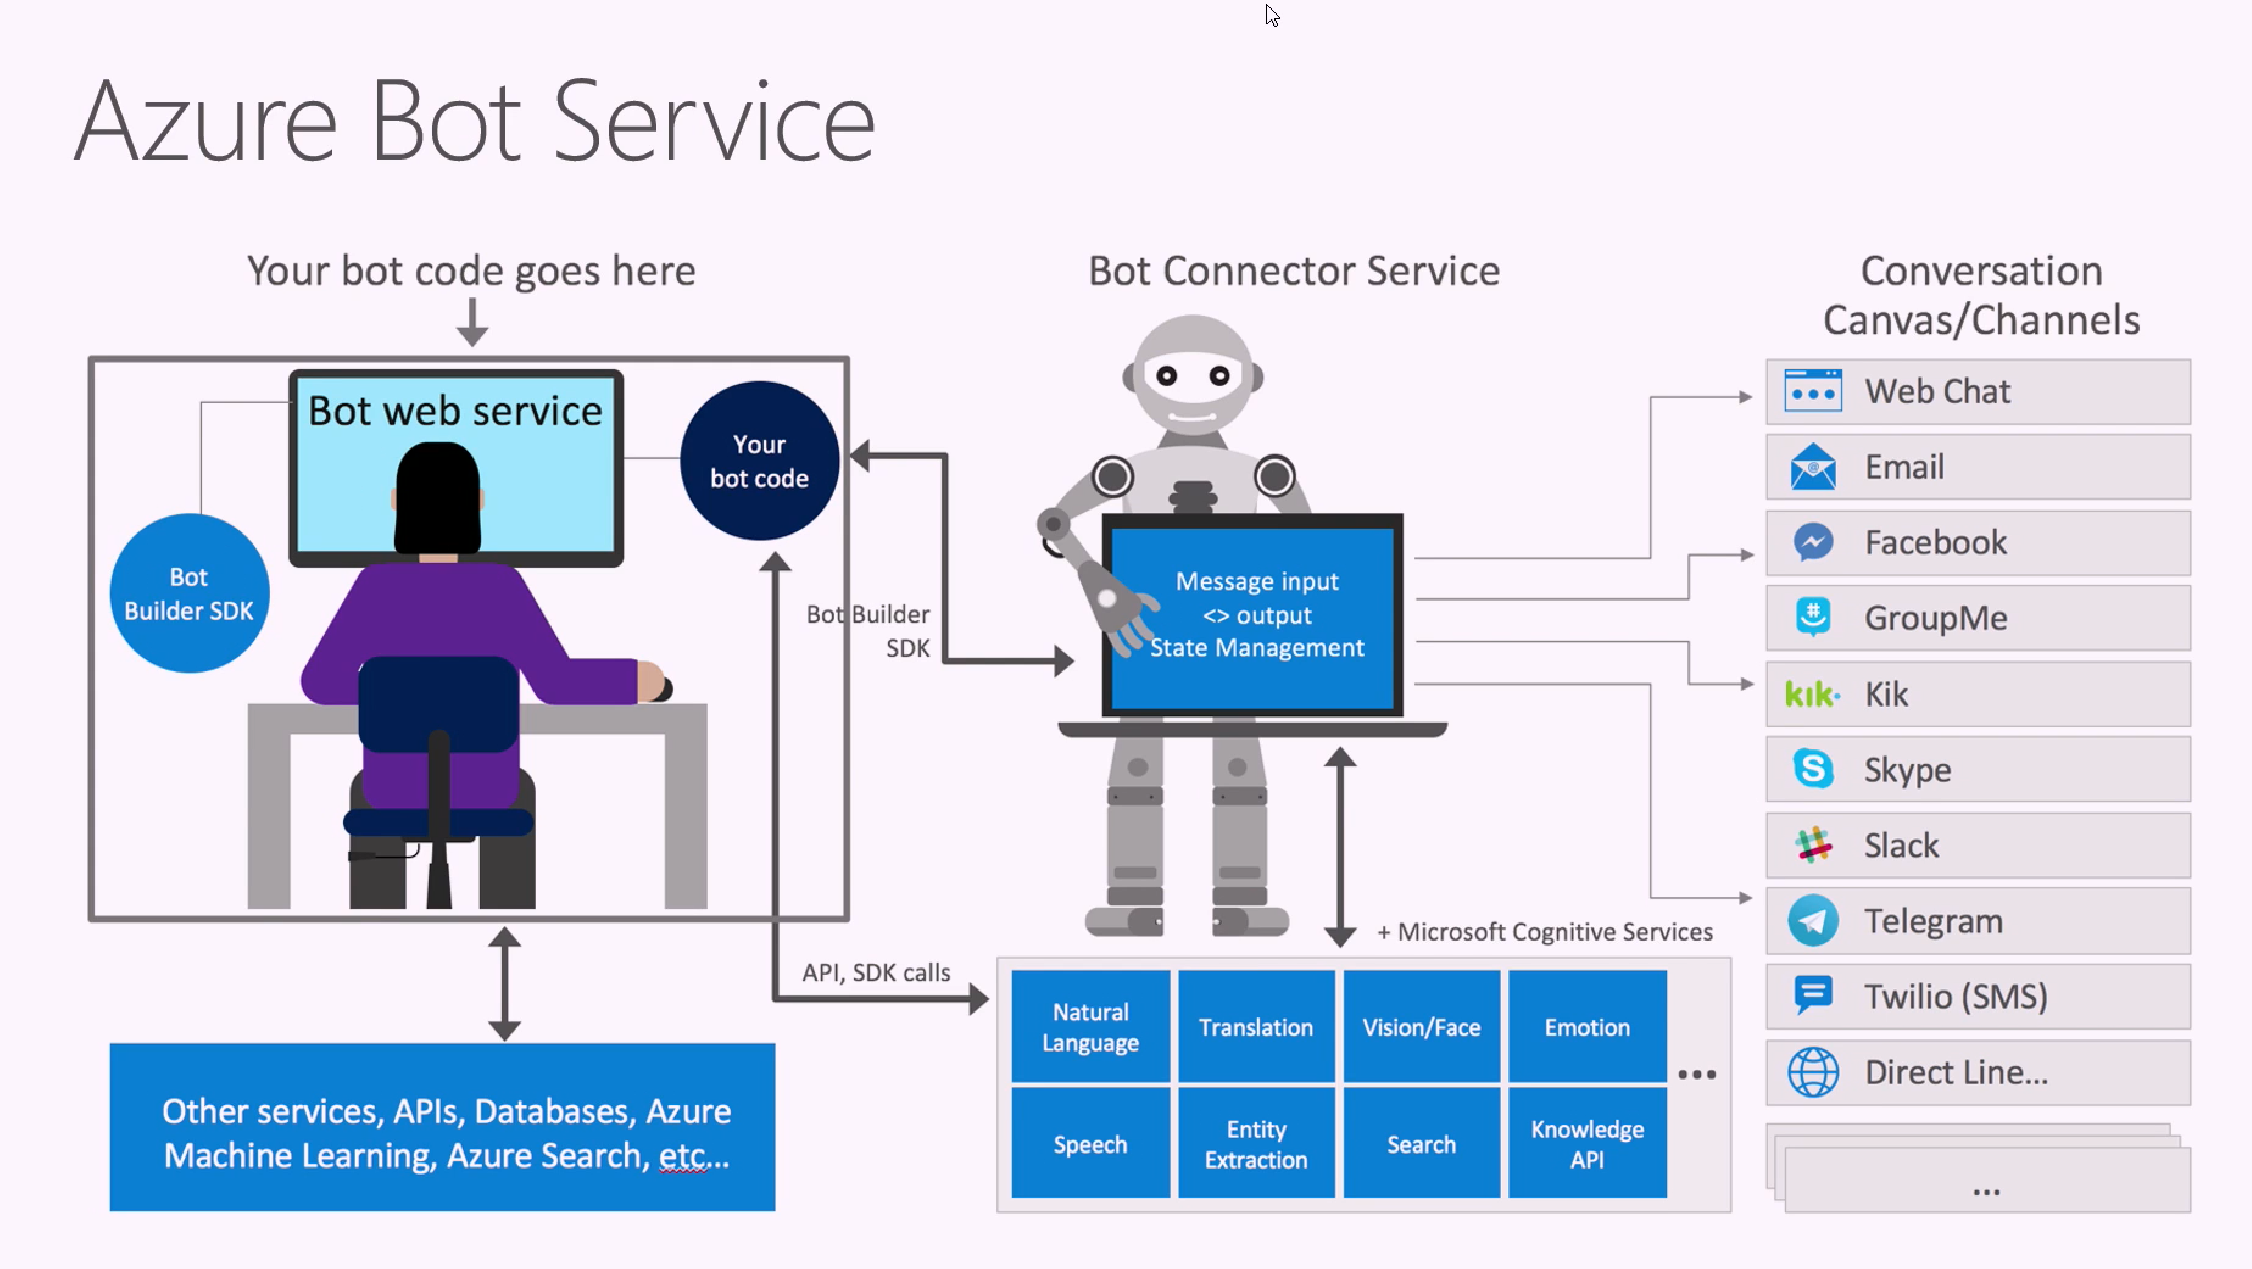 Azure Bot Service
Your bot code goes here
Bot web service
Your
bot code
Bot
Builder SDK
Bot Builder
SDK
API, SDK calls
Other services, APIs, Databases, Azure
Machine Learning, Azure Search, etc...
Bot Connector Service
Message input
<> output
State Management
+ Microsoft Cognitive Services
Natural
Language
Translation
Vision/Face
Emotion
...
Speech
Entity
Extraction
Search
Knowledge
API
Conversation
Canvas/Channels
Web Chat
@
Email
Facebook
#
GroupMe
kik.
Kik
S
Skype
Slack
Telegram
Twilio (SMS)
Direct Line...
...